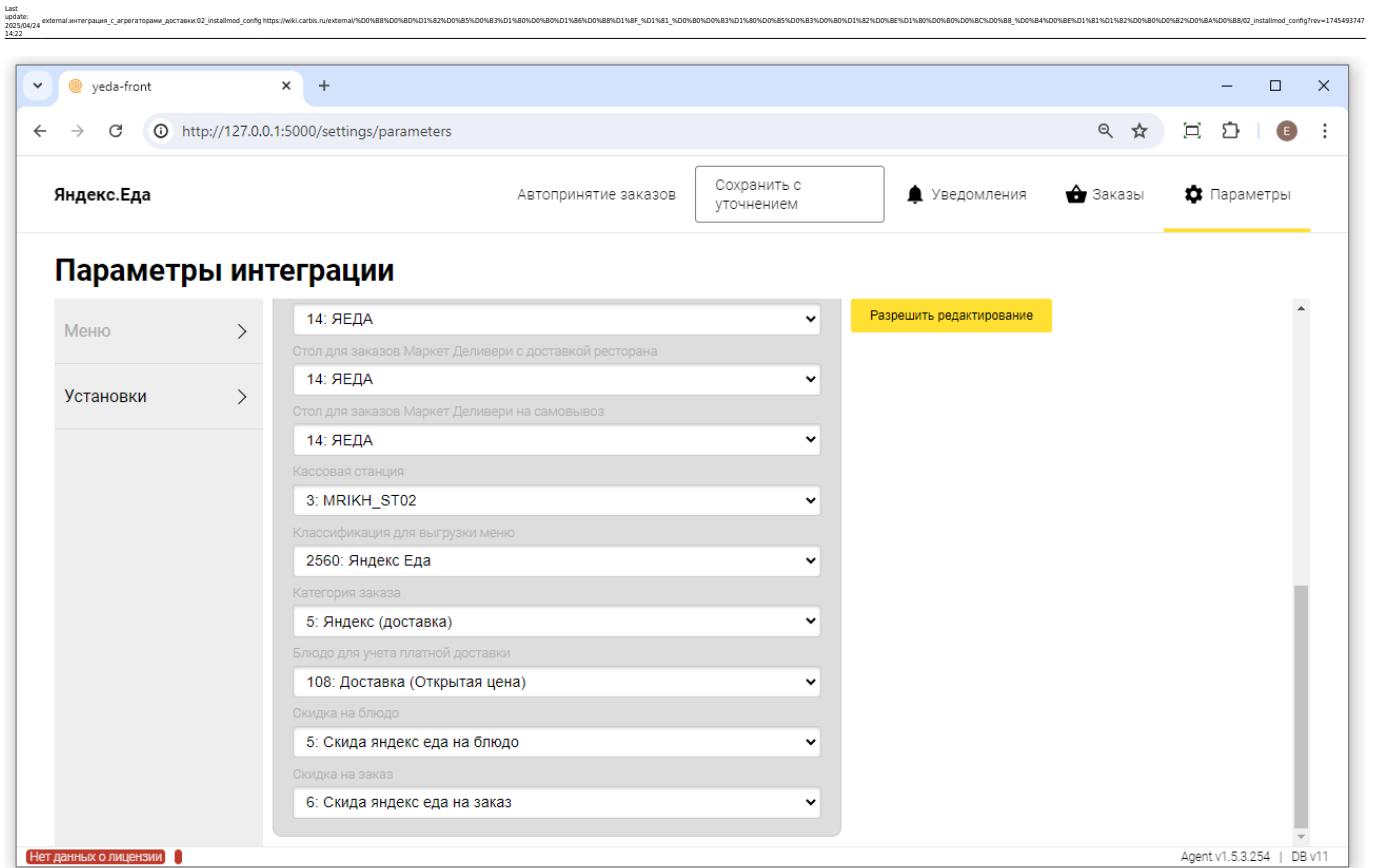 Last
update:
2025/04/24
14:22
external:интеграция_с_агрегаторами_доставки:02_installmod_config https://wiki.carbis.ru/external/%D0%B8%D0%BD%D1%82%D0%B5%D0%B3%D1%80%D0%B0%D1%86%D0%B8%D1%8F_%D1%81_%D0%B0%D0%B3%D1%80%D0%B5%D0%B3%D0%B0%D1%82%D0%BE%D1%80%D0%B0%D0%BC%D0%B8_%D0%B4%D0%BE%D1%81%D1%82%D0%B0%D0%B2%D0%BA%D0%B8/02_installmod_config?rev=1745493747
yeda-front
http://127.0.0.1:5000/settings/parameters
E
Яндекс.Еда
Автопринятие заказов
Сохранить с
уточнением
Уведомления
Заказы
Параметры
Параметры интеграции
Меню
Установки
14: ЯЕДА
Разрешить редактирование
Стол для заказов Маркет Деливери с доставкой ресторана
14: ЯЕДА
Стол для заказов Маркет Деливери на самовывоз
14: ЯЕДА
Кассовая станция
3: MRIKH_ST02
Классификация для выгрузки меню
2560: Яндекс Еда
Категория заказа
5: Яндекс (доставка)
Блюдо для учета платной доставки
108: Доставка (Открытая цена)
Скидка на блюдо
5: Скида яндекс еда на блюдо
Скидка на заказ
6: Скида яндекс еда на заказ
Нет данных о лицензии
Agent v1.5.3.254 | DB v11